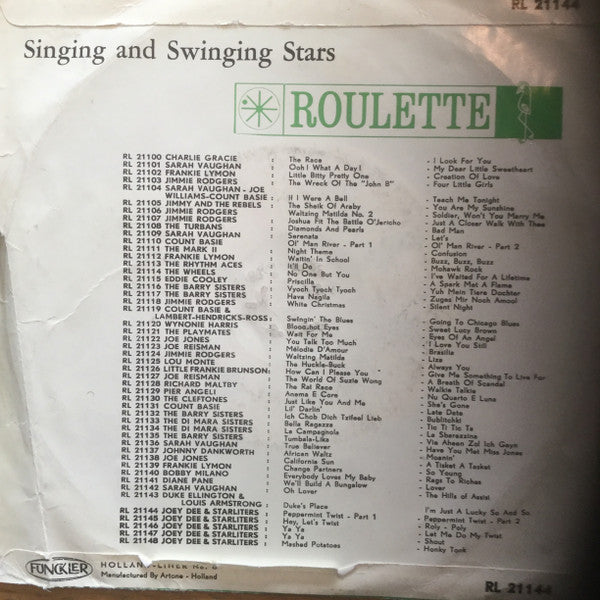 RL 21144
Singing and Swinging Stars
ROULETTE
RL 21100 CHARLIE GRACIE : The Race - I Look For You
RL 21101 SARAH VAUGHAN : Ooh! What A Day! - My Dear Little Sweetheart
RL 21102 FRANKIE LYMON : Little Bitty Pretty One - Creation Of Love
RL 21103 JIMMIE RODGERS : The Wreck Of The "John B" - Four Little Girls
RL 21104 SARAH VAUGHAN - JOE
WILLIAMS-COUNT BASIE : If I Were A Bell - Teach Me Tonight
RL 21105 JIMMY AND THE REBELS : The Sheik Of Araby - You Are My Sunshine
RL 21106 JIMMIE RODGERS : Waltzing Matilda No. 2 - Soldier, Won't You Merry Me
RL 21107 JIMMIE RODGERS : Joshua Fit The Battle O'Jericho - Just A Closer Walk With Thee
RL 21108 THE TURBANS : Diamonds And Pearls - Bad Man
RL 21109 SARAH VAUGHAN : Serenata - Let's
RL 21110 COUNT BASIE : Ol' Man River - Part 1 - Ol' Man River - Part 2
RL 21111 THE MARK II : Night Theme - Confusion
RL 21112 FRANKIE LYMON : Waitin' In School - Buzz, Buzz, Buzz
RL 21113 THE RHYTHM ACES : It'll Do - Mohawk Rock
RL 21114 THE WHEELS : No One But You - I've Waited For A Lifetime
RL 21115 EDDIE COOLEY : Priscilla - A Spark Met A Flame
RL 21116 THE BARRY SISTERS : Vyoch Tyoch Tyoch - Yuh Mein Tiere Dochter
RL 21117 THE BARRY SISTERS : Hava Negila - Zuges Mir Noch Amool
RL 21118 JIMMIE RODGERS : White Christmas - Silent Night
RL 21119 COUNT BASIE &
LAMBERT-HENDRICKS-ROSS : Swingin' The Blues - Going To Chicago Blues
RL 21120 WYNONIE HARRIS : Bloodshot Eyes - Sweet Lucy Brown
RL 21121 THE PLAYMATES : Wait For Me - Eyes Of An Angel
RL 21122 JOE JONES : You Talk Too Much - I Love You Still
RL 21123 JOE REISMAN : Mélodie D'Amour - Brasilia
RL 21124 JIMMIE RODGERS : Waltzing Matilda - Liza
RL 21125 LOU MONTE : The Huckle-Buck - Always You
RL 21126 LITTLE FRANKIE BRUNSON : How Can I Please You - Give Me Something To Live For
RL 21127 JOE REISMAN : The World Of Suzie Wong - A Breath Of Scandal
RL 21128 RICHARD MALTBY : The Rat Race - Walkie Talkie
RL 21129 PIER ANGELI : Anema E Core - Nu Quarto E Luna
RL 21130 THE CLEFTONES : Just Like You And Me - She's Gone
RL 21131 COUNT BASIE : Lil' Darlin' - Late Date
RL 21132 THE BARRY SISTERS : Ich Chob Dich Tzifeel Lieb - Bublitchki
RL 21133 THE DI MARA SISTERS : Bella Regazza - Tic Ti Tic Ta
RL 21134 THE DI MARA SISTERS : La Campagnola - La Sherazzina
RL 21135 THE BARRY SISTERS : Tumbala-Lika - Vie Aheen Zol Ich Gayn
RL 21136 SARAH VAUGHAN : True Believer - Have You Met Miss Jones
RL 21137 JOHNNY DANKWORTH : African Waltz - Moanin'
RL 21138 JOE JONES : California Sun - A Tisket A Tasket
RL 21139 FRANKIE LYMON : Change Partners - So Young
RL 21140 BOBBY MILANO : Everybody Loves My Baby - Rags To Riches
RL 21141 DIANE PANE : We'll Build A Bungalow - Lover
RL 21142 SARAH VAUGHAN : Oh Lover - The Hills of Assisi
RL 21143 DUKE ELLINGTON &
LOUIS ARMSTRONG : Duke's Place - I'm Just A Lucky So And So
RL 21144 JOEY DEE & STARLITERS : Peppermint Twist - Part 1 - Peppermint Twist - Part 2
RL 21145 JOEY DEE & STARLITERS : Hey, Let's Twist - Roly - Poly
RL 21146 JOEY DEE & STARLITERS : Ya Ya - Let Me Do My Twist
RL 21147 JOEY DEE & STARLITERS : Ya Ya - Shout
RL 21148 JOEY DEE & STARLITERS : Mashed Potatoes - Honky Tonk
FUNCKLER
HOLLAND
Manufactured By Artone - Holland
RL 21144